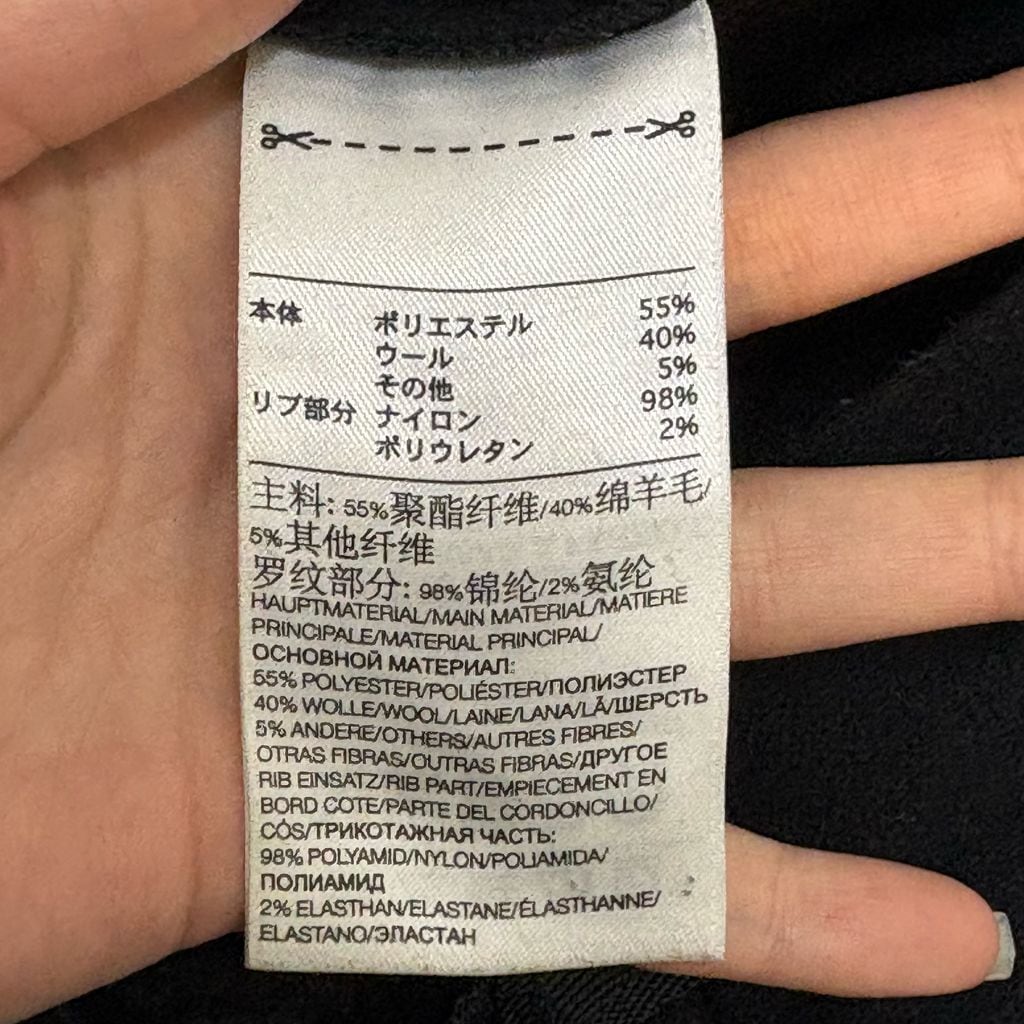 本体 ポリエステル 55%
ウール 40%
その他 5%
リブ部分 ナイロン 98%
ポリウレタン 2%
主料: 55%聚酯纤维/40%绵羊毛/
5%其他纤维
罗纹部分: 98%锦纶/2%氨纶
HAUPTMATERIAL/MAIN MATERIAL/MATIERE
PRINCIPALE/MATERIAL PRINCIPAL/
ОСНОВНОЙ МАТЕРИАЛ:
55% POLYESTER/POLIÉSTER/ПОЛИЭСТЕР
40% WOLLE/WOOL/LAINE/LANA/LÃ/ШЕРСТЬ
5% ANDERE/OTHERS/AUTRES FIBRES/
OTRAS FIBRAS/OUTRAS FIBRAS/ДРУГОЕ
RIB EINSATZ/RIB PART/EMPIECEMENT EN
BORD COTE/PARTE DEL CORDONCILLO/
CÓS/ТРИКОТАЖНАЯ ЧАСТЬ:
98% POLYAMID/NYLON/POLIAMIDA/
ПОЛИАМИД
2% ELASTHAN/ELASTANE/ÉLASTHANNE/
ELASTANO/ЭЛАСТАН